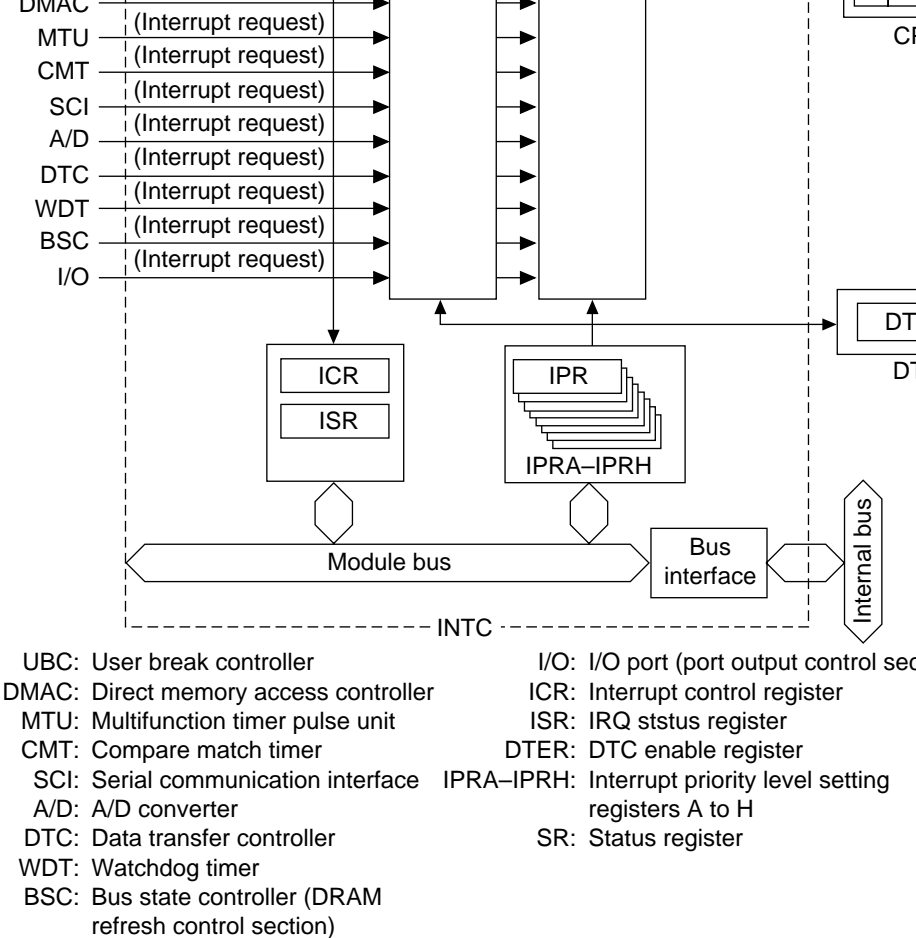 DMAC
(Interrupt request)
MTU
(Interrupt request)
CMT
(Interrupt request)
SCI
(Interrupt request)
A/D
(Interrupt request)
DTC
(Interrupt request)
WDT
(Interrupt request)
BSC
(Interrupt request)
I/O
ICR
ISR
IPR
IPRA–IPRH
Module bus
Bus
interface
Internal bus
INTC
UBC: User break controller
DMAC: Direct memory access controller
MTU: Multifunction timer pulse unit
CMT: Compare match timer
SCI: Serial communication interface
A/D: A/D converter
DTC: Data transfer controller
WDT: Watchdog timer
BSC: Bus state controller (DRAM
refresh control section)
I/O: I/O port (port output control
ICR: Interrupt control register
ISR: IRQ ststus register
DTER: DTC enable register
IPRA–IPRH: Interrupt priority level setting
registers A to H
SR: Status register